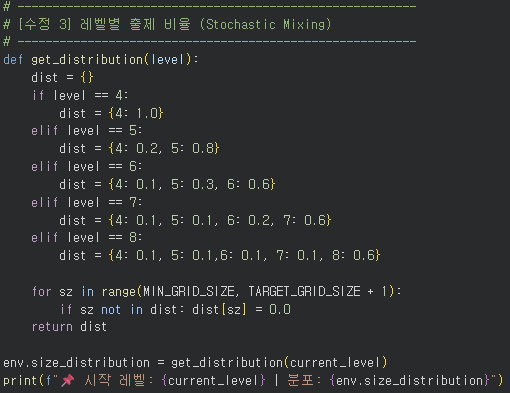 # ------------------------------------------------------
# [수정 3] 레벨별 출제 비율 (Stochastic Mixing)
# ------------------------------------------------------
def get_distribution(level):
    dist = {}
    if level == 4:
        dist = {4: 1.0}
    elif level == 5:
        dist = {4: 0.2, 5: 0.8}
    elif level == 6:
        dist = {4: 0.1, 5: 0.3, 6: 0.6}
    elif level == 7:
        dist = {4: 0.1, 5: 0.1, 6: 0.2, 7: 0.6}
    elif level == 8:
        dist = {4: 0.1, 5: 0.1,6: 0.1, 7: 0.1, 8: 0.6}

    for sz in range(MIN_GRID_SIZE, TARGET_GRID_SIZE + 1):
        if sz not in dist: dist[sz] = 0.0
    return dist

env.size_distribution = get_distribution(current_level)
print(f"📌 시작 레벨: {current_level} | 분포: {env.size_distribution}")